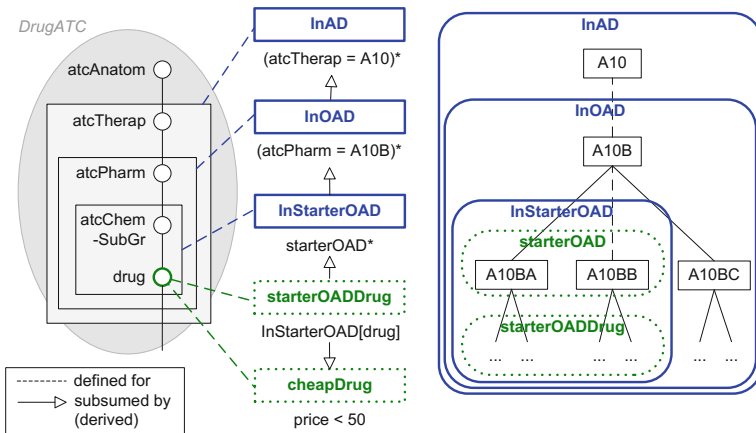 DrugATC
atcAnatom
atcTherap
atcPharm
atcChem
-SubGr
drug
defined for
subsumed by
(derived)
InAD
(atcTherap = A10)*
InOAD
(atcPharm = A10B)*
InStarterOAD
starterOAD*
starterOADDrug
InStarterOAD[drug]
cheapDrug
price < 50
InAD
A10
InOAD
A10B
InStarterOAD
starterOAD
A10BA
A10BB
A10BC
starterOADDrug
... ... ... ... ... ...